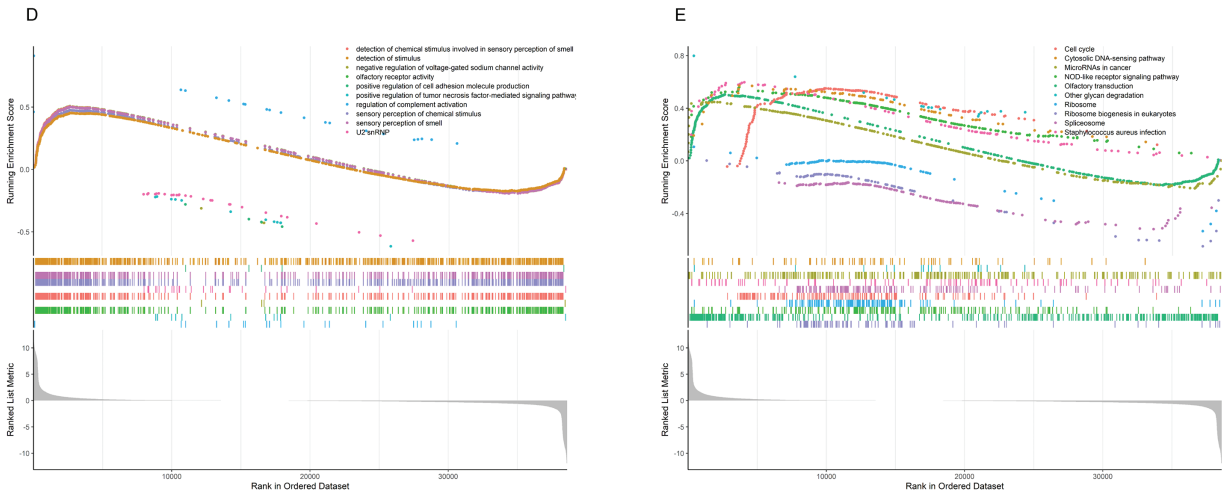 D
detection of chemical stimulus involved in sensory perception of smell
detection of stimulus
negative regulation of voltage-gated sodium channel activity
olfactory receptor activity
positive regulation of cell adhesion molecule production
positive regulation of tumor necrosis factor-mediated signaling pathway
regulation of complement activation
sensory perception of chemical stimulus
sensory perception of smell
U2 snRNP
Running Enrichment Score
0.5
0.0
-0.5
Ranked List Metric
10
5
0
-5
-10
10000
20000
30000
Rank in Ordered Dataset
E
Cell cycle
Cytosolic DNA-sensing pathway
MicroRNAs in cancer
NOD-like receptor signaling pathway
Olfactory transduction
Other glycan degradation
Ribosome
Ribosome biogenesis in eukaryotes
Spliceosome
Staphylococcus aureus infection
Running Enrichment Score
0.8
0.4
0.0
-0.4
Ranked List Metric
10
5
0
-5
-10
10000
20000
30000
Rank in Ordered Dataset